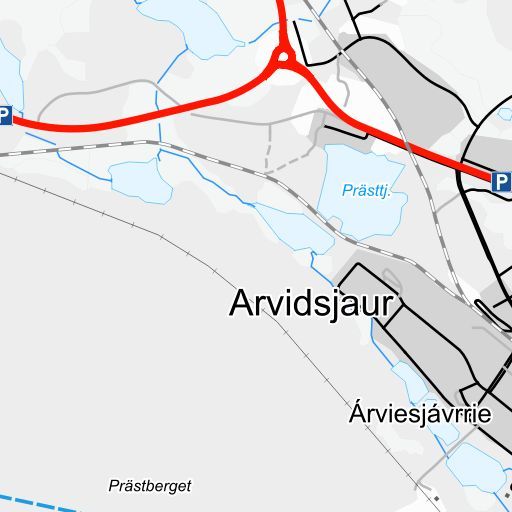 P
P
Prästtj.
Arvidsjaur
Árviesjávrrie
Prästberget